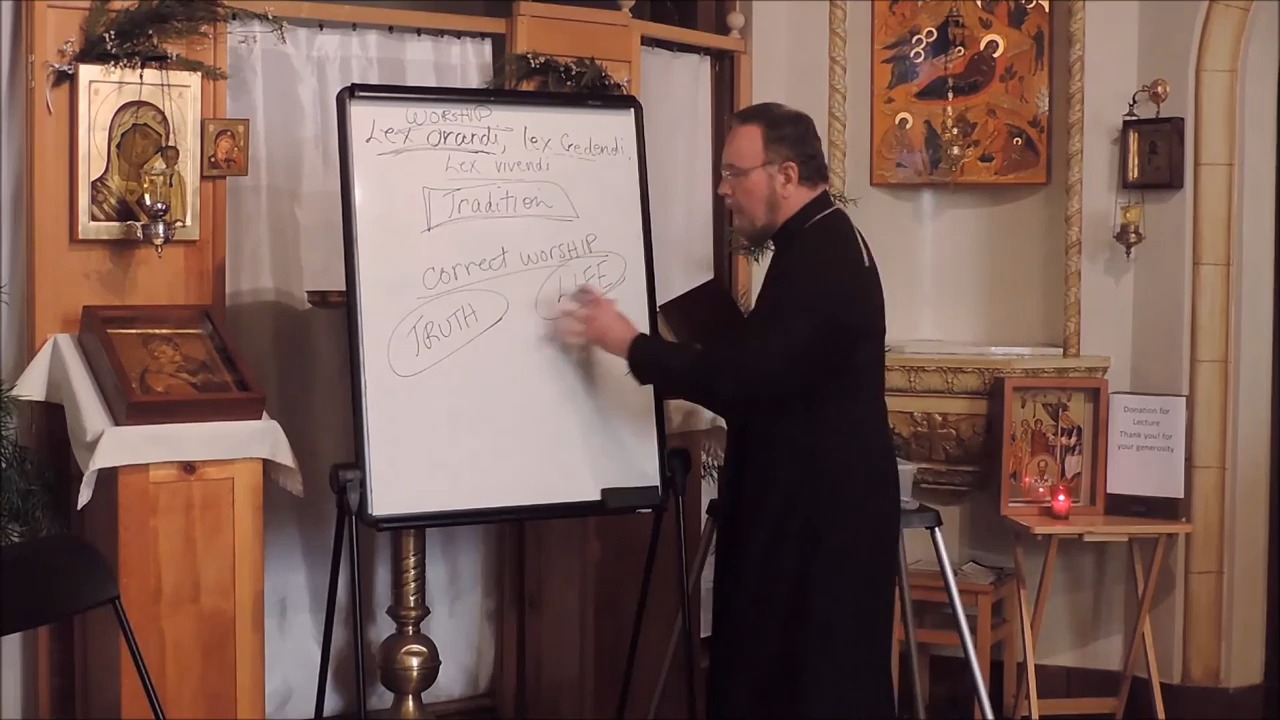 WORSHIP
Lex orandi, lex Credendi.
Lex vivendi
Tradition
correct WORSHIP
LIFE
TRUTH
Donation for
Lecture
Thank you! for
your generosity